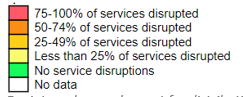 75-100% of services disrupted
50-74% of services disrupted
25-49% of services disrupted
Less than 25% of services disrupted
No service disruptions
No data